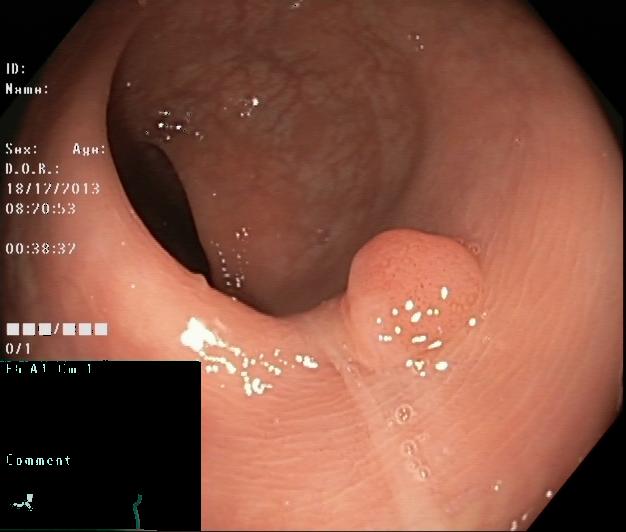 ID:
Name:
Sex: Age:
D.O.R.:
18/12/2013
08:20:53
00:38:37
■■■/■■■
0/1
Comment